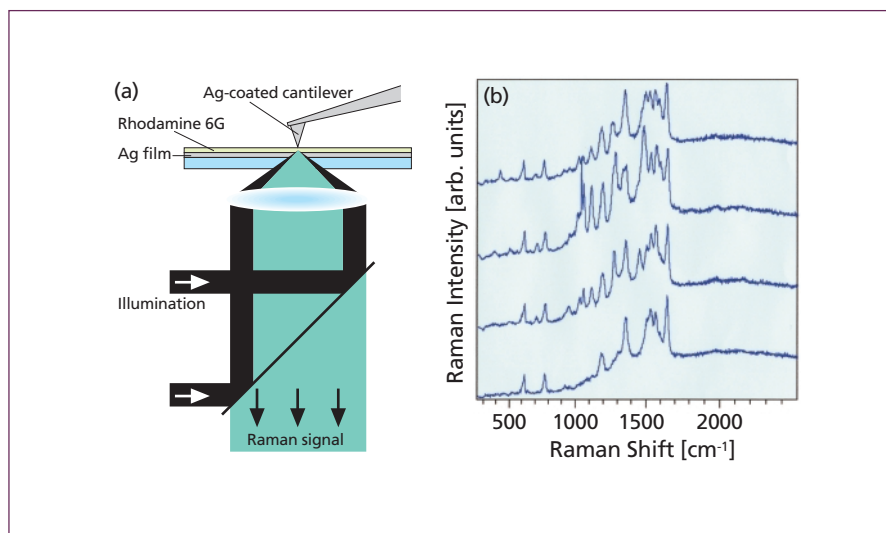 (a)
Ag-coated cantilever
Rhodamine 6G
Ag film
Illumination
Raman signal
(b)
Raman Intensity [arb. units]
500 1000 1500 2000
Raman Shift [cm-1]